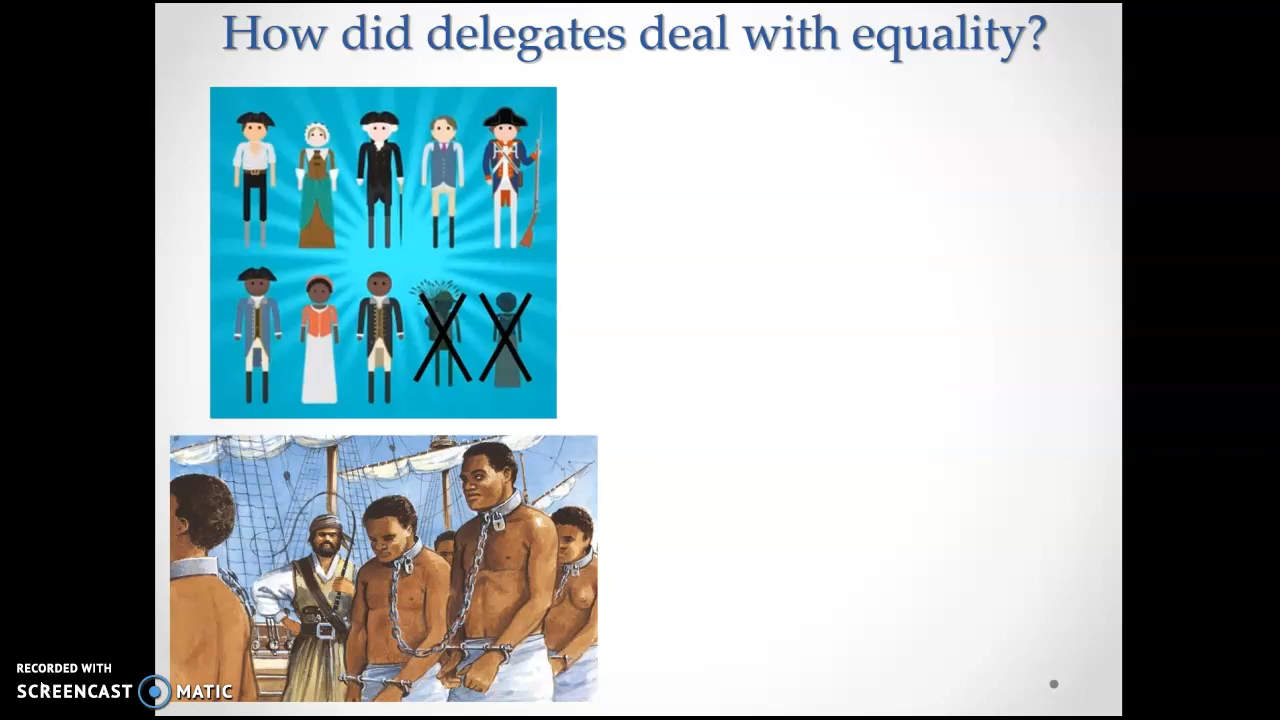 How did delegates deal with equality?
RECORDED WITH
SCREENCAST MATIC